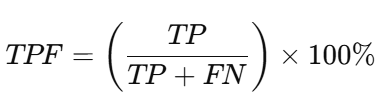 TPF = ( TP / TP + FN ) × 100%